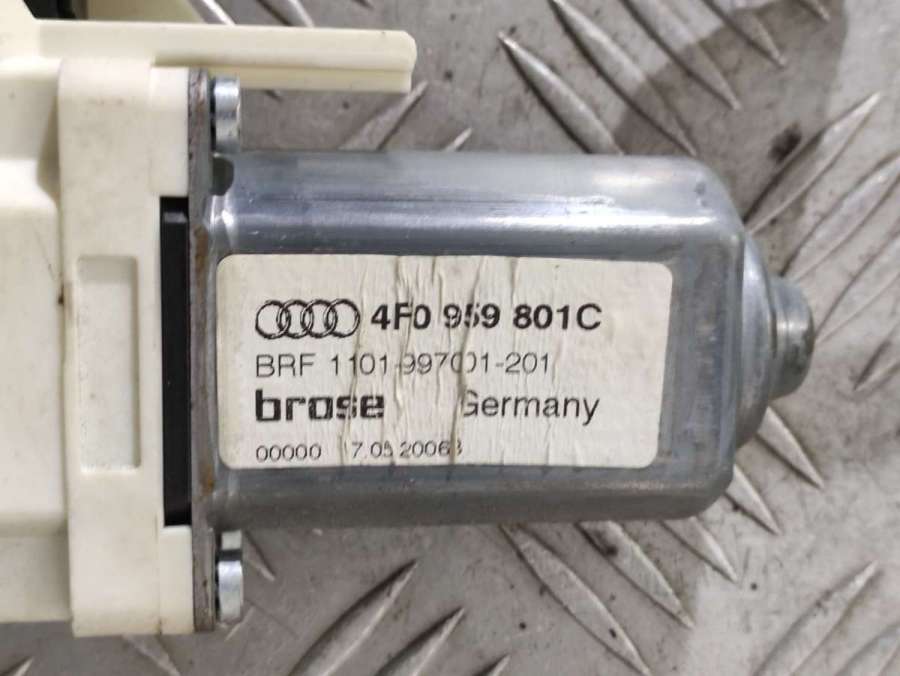 4F0 959 801C
BRF 1101-997001-201
brose Germany
00000 17.05.2006